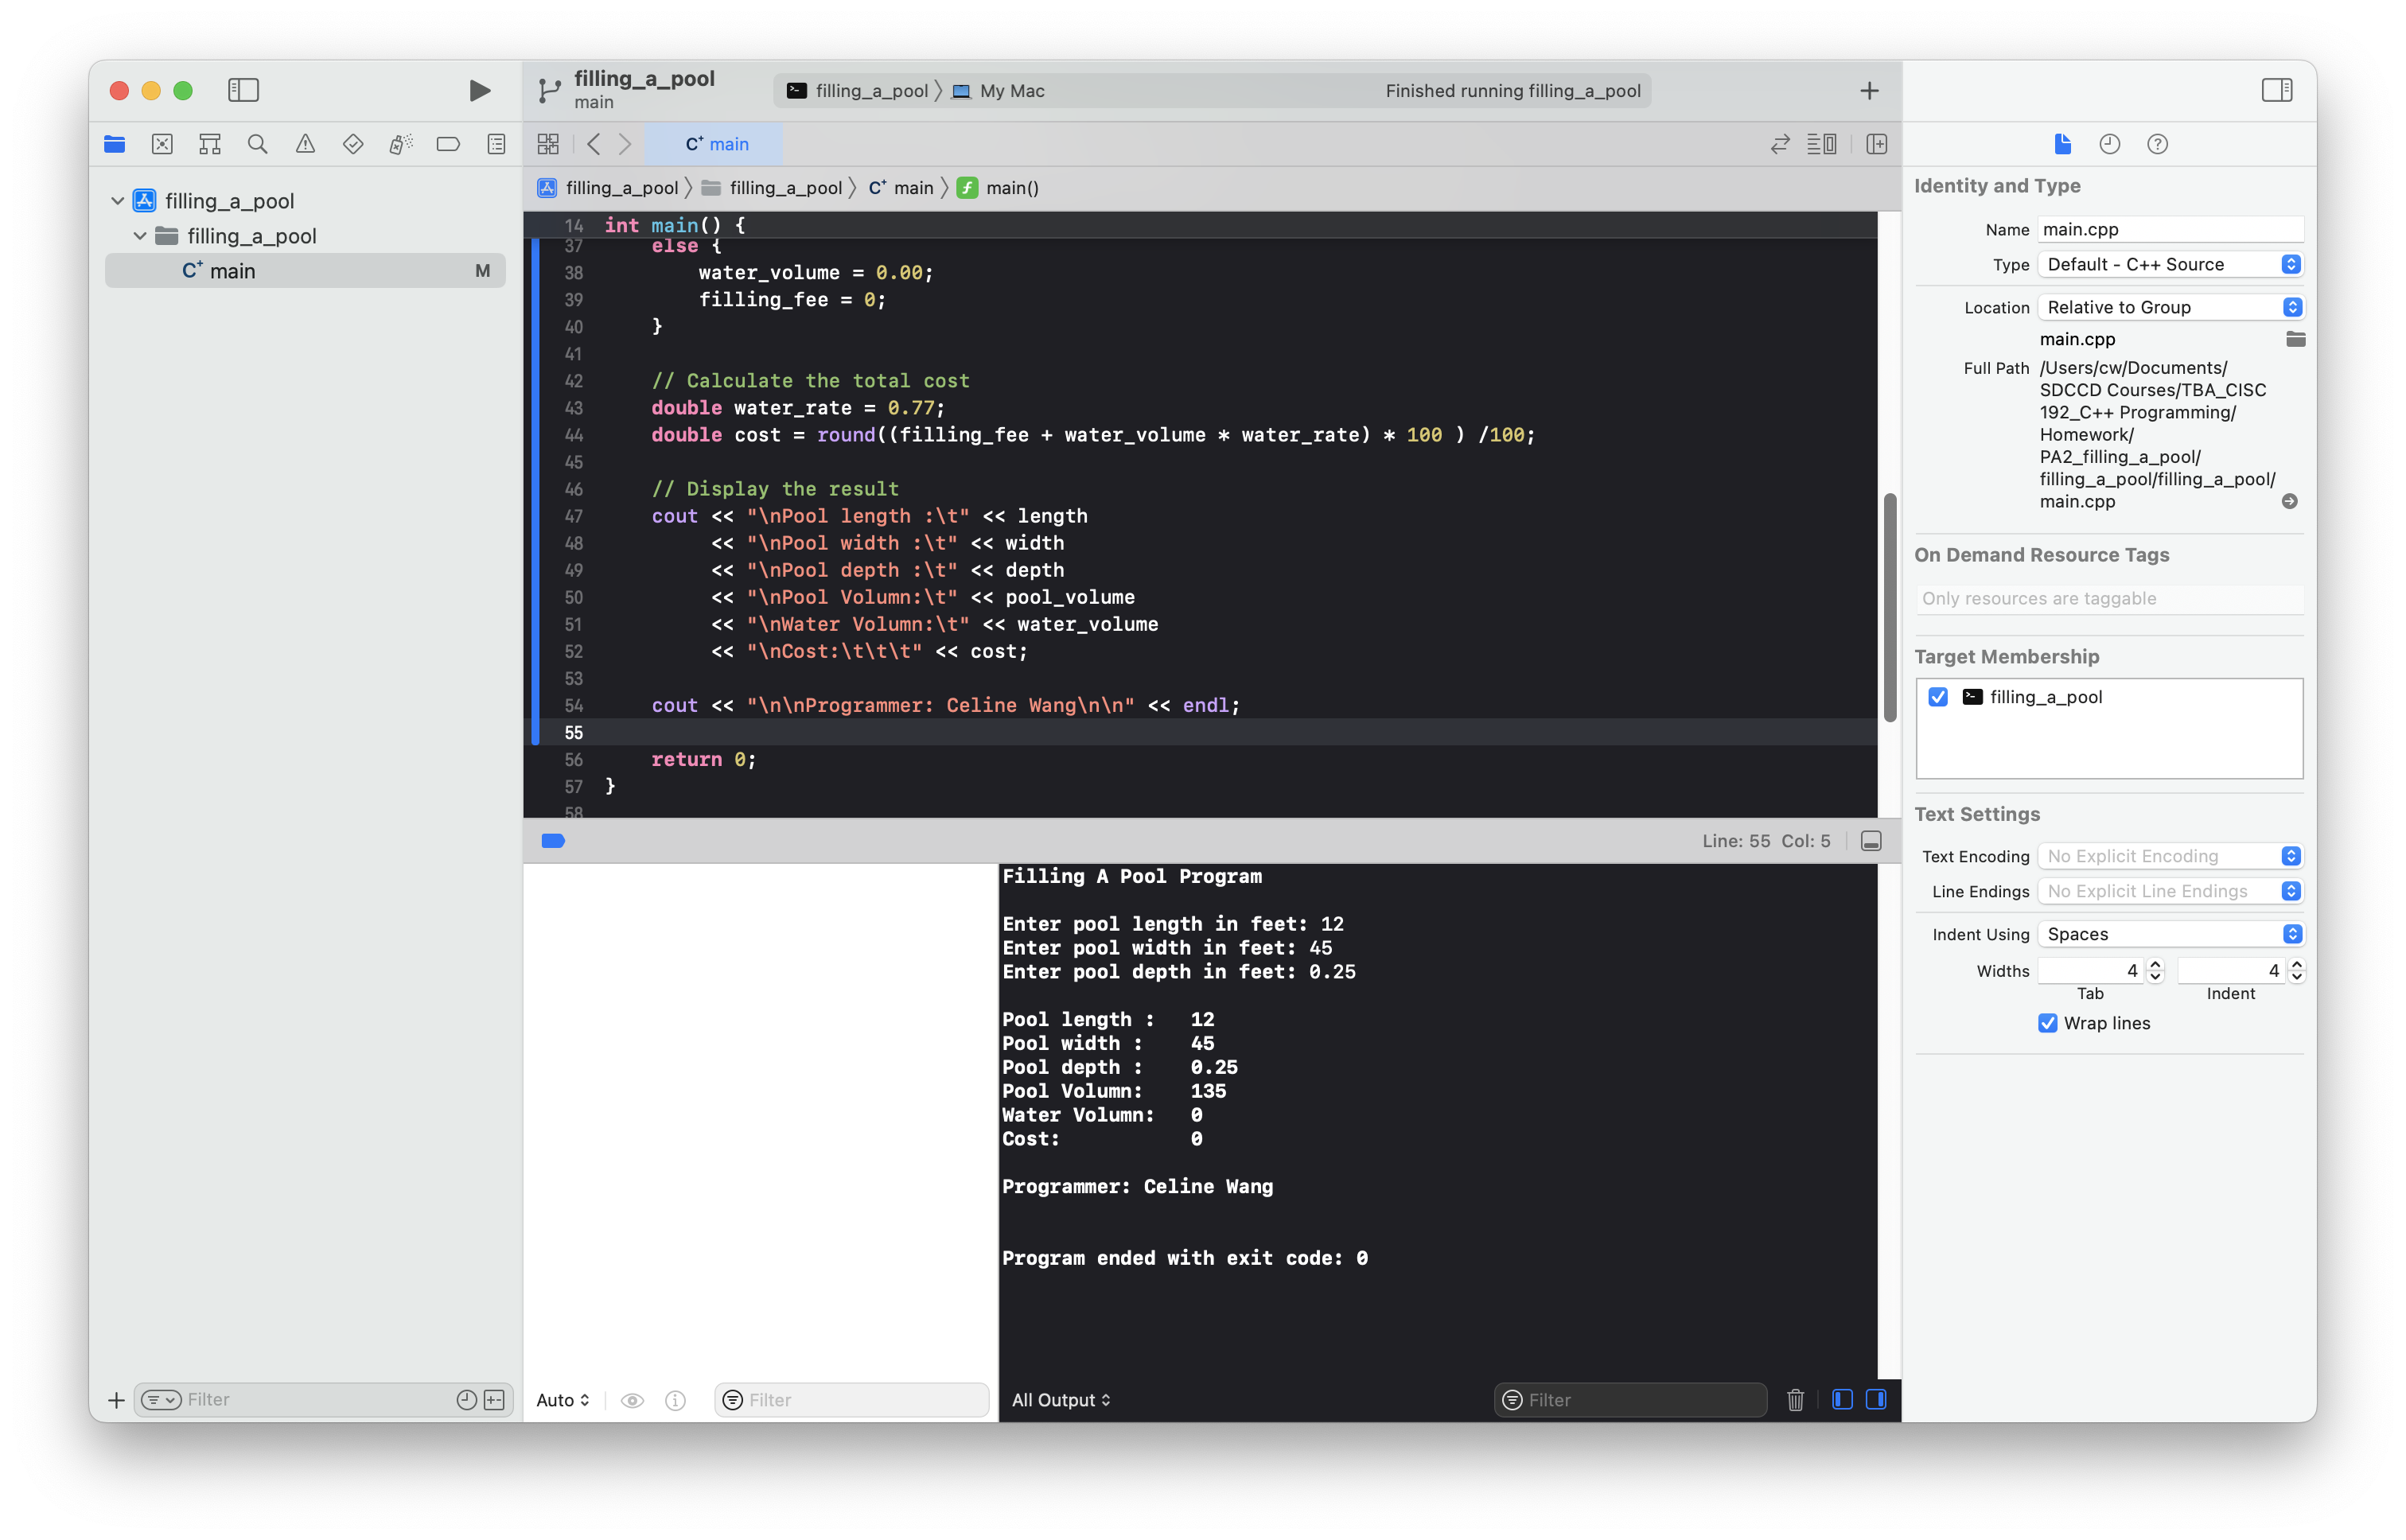 filling_a_pool
main
filling_a_pool
My Mac
Finished running filling_a_pool
filling_a_pool
filling_a_pool
main
M
main
filling_a_pool
filling_a_pool
main
main()
14 int main() {
37 else {
38 water_volume = 0.00;
39 filling_fee = 0;
40 }
41
42 // Calculate the total cost
43 double water_rate = 0.77;
44 double cost = round((filling_fee + water_volume * water_rate) * 100 ) /100;
45
46 // Display the result
47 cout << "\nPool length :\t" << length
48 << "\nPool width :\t" << width
49 << "\nPool depth :\t" << depth
50 << "\nPool Volumn:\t" << pool_volume
51 << "\nWater Volumn:\t" << water_volume
52 << "\nCost:\t\t\t" << cost;
53
54 cout << "\n\nProgrammer: Celine Wang\n\n" << endl;
55
56 return 0;
57 }
58
Line: 55 Col: 5
Filling A Pool Program
Enter pool length in feet: 12
Enter pool width in feet: 45
Enter pool depth in feet: 0.25
Pool length : 12
Pool width : 45
Pool depth : 0.25
Pool Volumn: 135
Water Volumn: 0
Cost: 0
Programmer: Celine Wang
Program ended with exit code: 0
Filter
Auto
Filter
All Output
Filter
Identity and Type
Name main.cpp
Type Default - C++ Source
Location Relative to Group
main.cpp
Full Path /Users/cw/Documents/
SDCCD Courses/TBA_CISC
192_C++ Programming/
Homework/
PA2_filling_a_pool/
filling_a_pool/filling_a_pool/
main.cpp
On Demand Resource Tags
Only resources are taggable
Target Membership
filling_a_pool
Text Settings
Text Encoding No Explicit Encoding
Line Endings No Explicit Line Endings
Indent Using Spaces
Widths 4 4
Tab Indent
Wrap lines